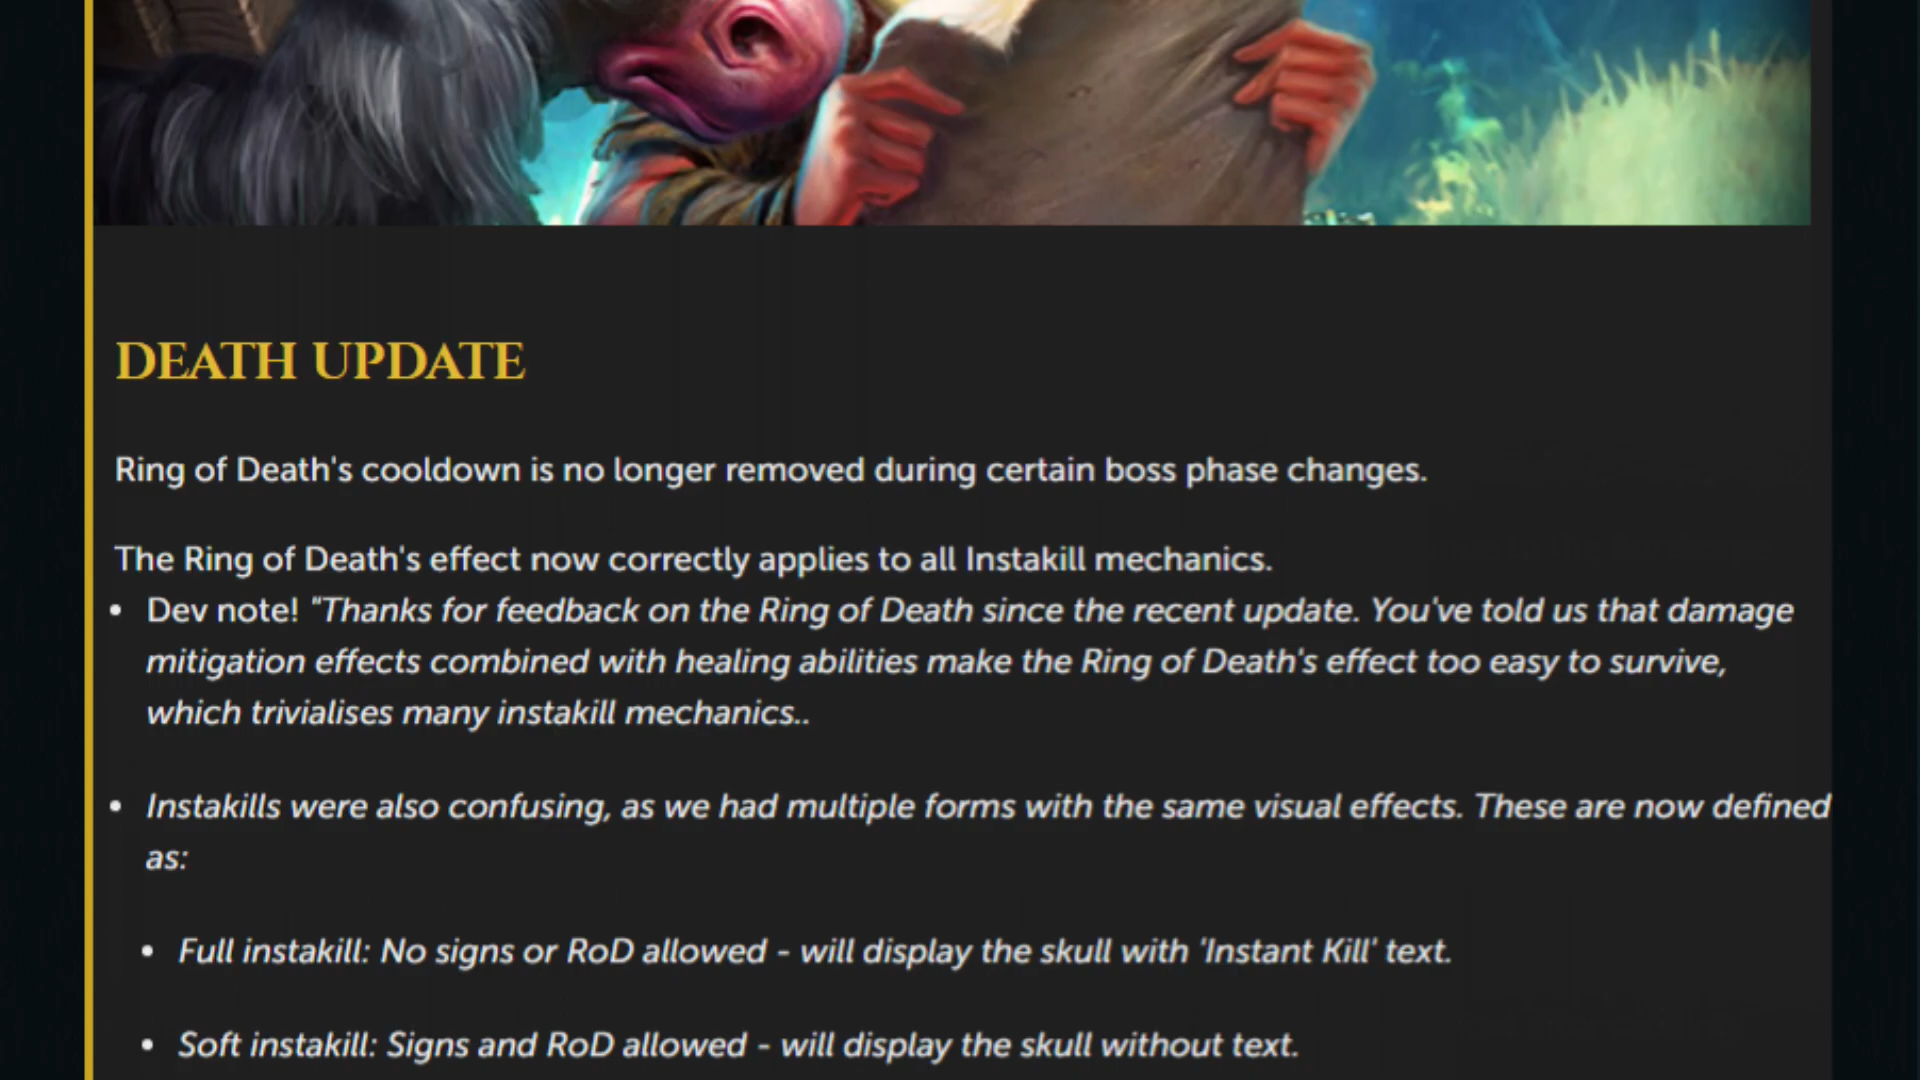 DEATH UPDATE
Ring of Death's cooldown is no longer removed during certain boss phase changes.
The Ring of Death's effect now correctly applies to all Instakill mechanics.
• Dev note! "Thanks for feedback on the Ring of Death since the recent update. You've told us that damage
mitigation effects combined with healing abilities make the Ring of Death's effect too easy to survive,
which trivialises many instakill mechanics..
• Instakills were also confusing, as we had multiple forms with the same visual effects. These are now defined
as:
• Full instakill: No signs or RoD allowed - will display the skull with 'Instant Kill' text.
• Soft instakill: Signs and RoD allowed - will display the skull without text.